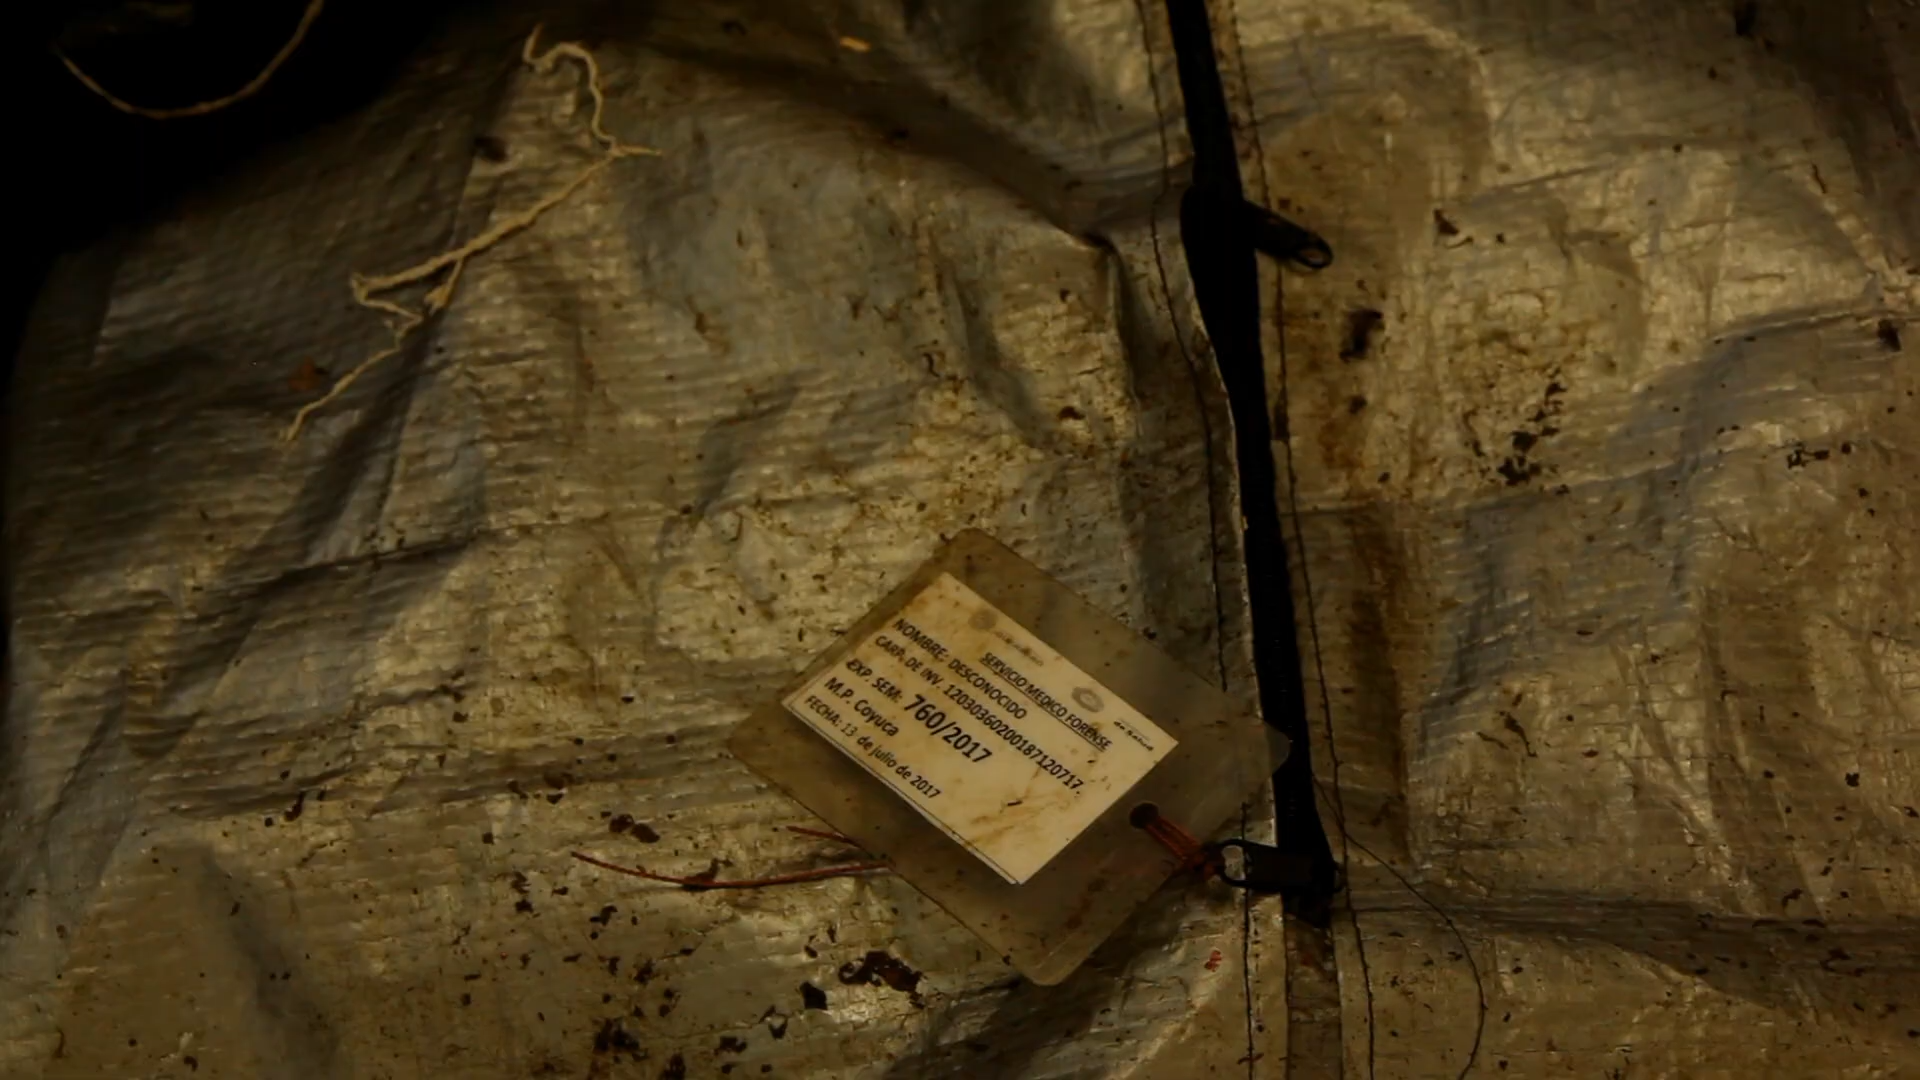 SERVICIO MEDICO FORENSE
NOMBRE: DESCONOCIDO
CARP. DE INV. 12030360200187120717.
EXP. SEM: 760/2017
M.P. Coyuca
FECHA: 13 de julio de 2017